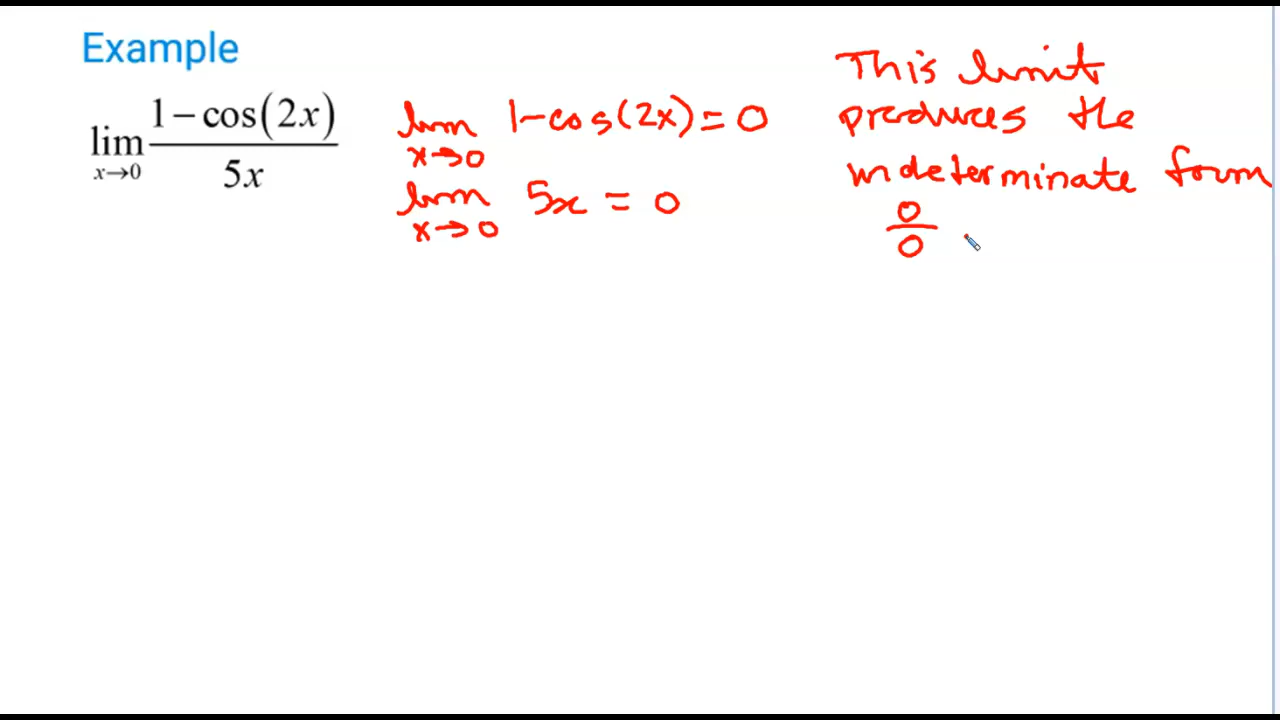 Example
lim x→0 (1 − cos(2x)) / 5x
lim x→0 1-cos(2x) = 0
lim x→0 5x = 0
This limit
produces the
indeterminate form
0/0